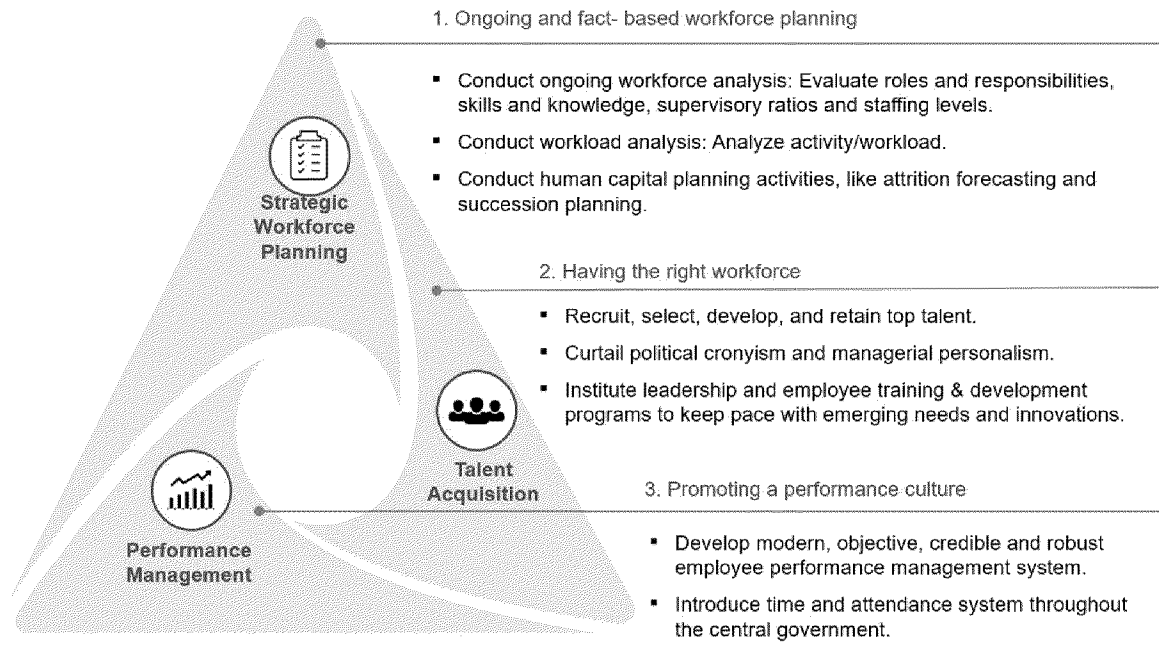 1. Ongoing and fact- based workforce planning
▪ Conduct ongoing workforce analysis: Evaluate roles and responsibilities,
skills and knowledge, supervisory ratios and staffing levels.
▪ Conduct workload analysis: Analyze activity/workload.
▪ Conduct human capital planning activities, like attrition forecasting and
succession planning.
Strategic
Workforce
Planning
2. Having the right workforce
▪ Recruit, select, develop, and retain top talent.
▪ Curtail political cronyism and managerial personalism.
▪ Institute leadership and employee training & development
programs to keep pace with emerging needs and innovations.
Talent
Acquisition
3. Promoting a performance culture
▪ Develop modern, objective, credible and robust
employee performance management system.
▪ Introduce time and attendance system throughout
the central government.
Performance
Management